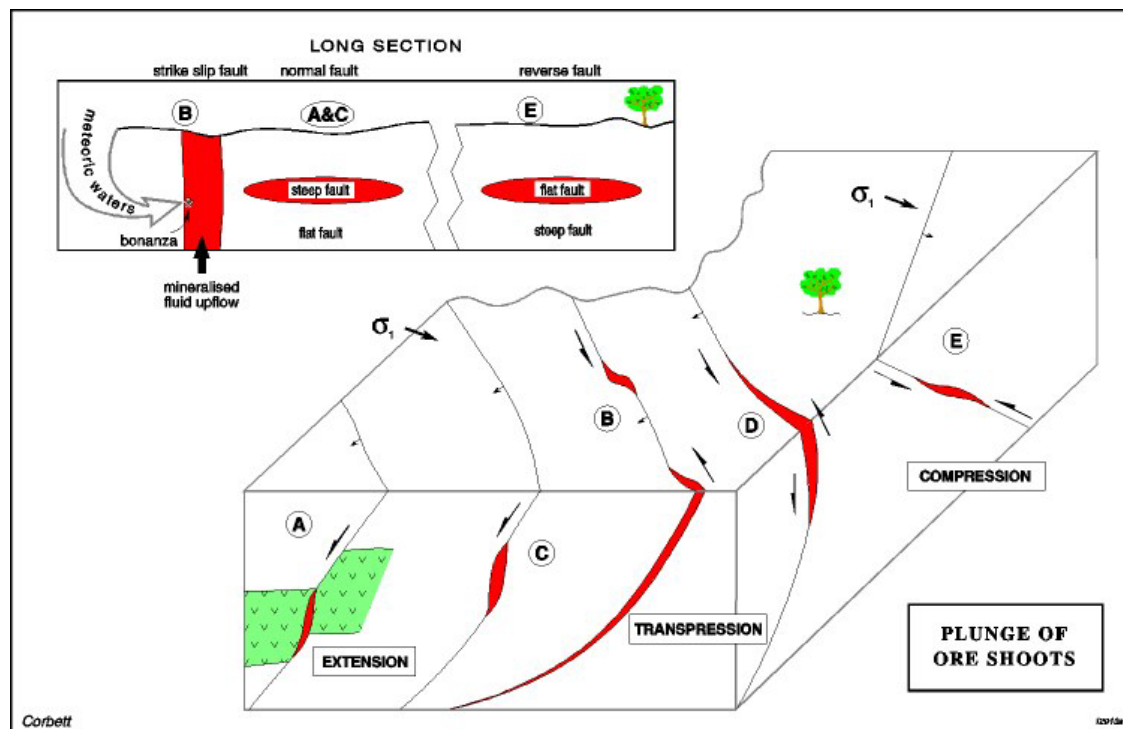 LONG SECTION
strike slip fault normal fault reverse fault
B A&C E
meteoric waters
steep fault flat fault
flat fault steep fault
bonanza
mineralised
fluid upflow
σ1
σ1
E
B
D
COMPRESSION
A
C
TRANSPRESSION
EXTENSION
PLUNGE OF
ORE SHOOTS
Corbett